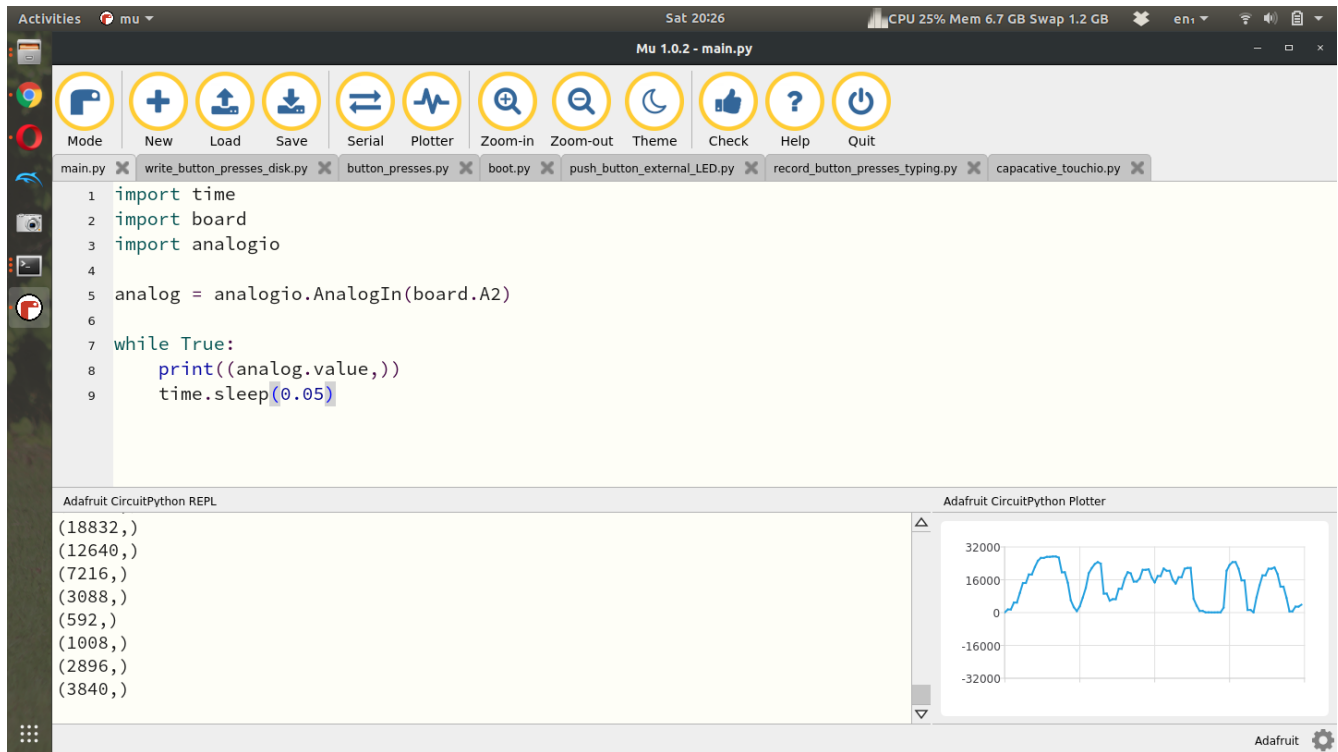 Activities mu Sat 20:26 CPU 25% Mem 6.7 GB Swap 1.2 GB en₁
Mu 1.0.2 - main.py
Mode New Load Save Serial Plotter Zoom-in Zoom-out Theme Check Help Quit
main.py write_button_presses_disk.py button_presses.py boot.py push_button_external_LED.py record_button_presses_typing.py capacative_touchio.py
1 import time
2 import board
3 import analogio
4
5 analog = analogio.AnalogIn(board.A2)
6
7 while True:
8 print((analog.value,))
9 time.sleep(0.05)
Adafruit CircuitPython REPL
(18832,)
(12640,)
(7216,)
(3088,)
(592,)
(1008,)
(2896,)
(3840,)
Adafruit CircuitPython Plotter
32000
16000
0
-16000
-32000
Adafruit